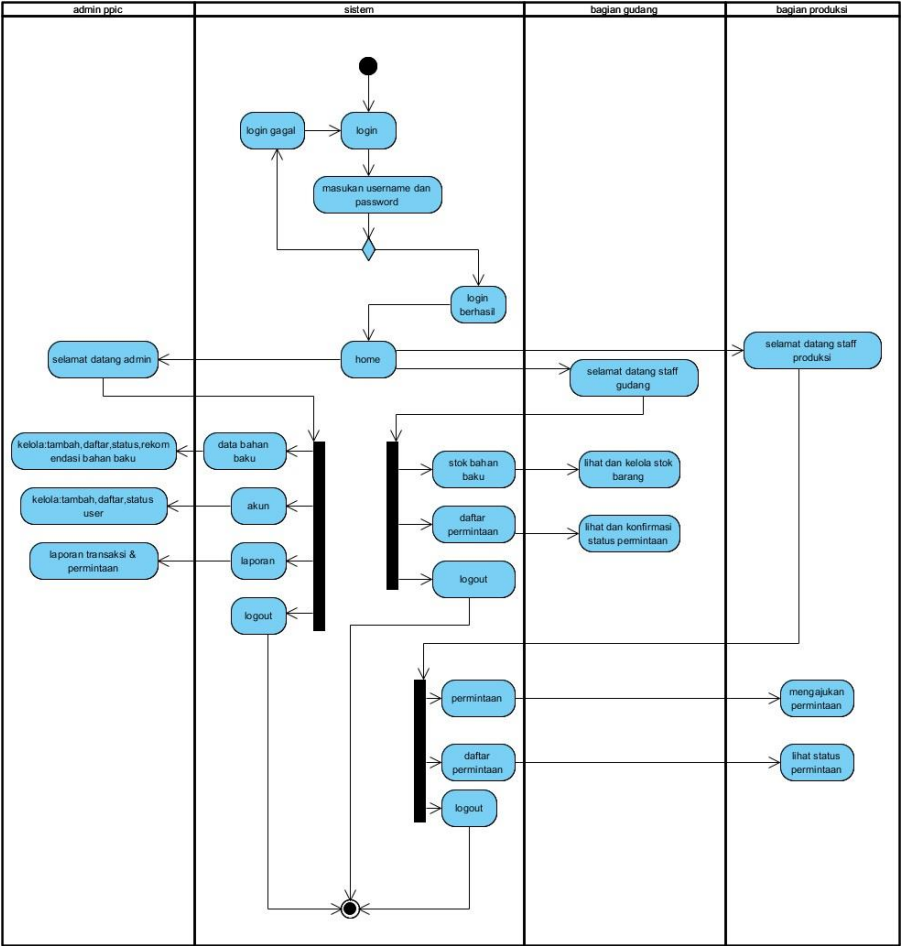 admin ppic
sistem
bagian gudang
bagian produksi
login gagal
login
masukan username dan
password
login
berhasil
selamat datang admin
home
selamat datang staff
gudang
selamat datang staff
produksi
kelola:tambah,daftar,status,rekom
endasi bahan baku
data bahan
baku
stok bahan
baku
lihat dan kelola stok
barang
kelola:tambah,daftar,status
user
akun
daftar
permintaan
lihat dan konfirmasi
status permintaan
laporan transaksi &
permintaan
laporan
logout
logout
permintaan
mengajukan
permintaan
daftar
permintaan
lihat status
permintaan
logout